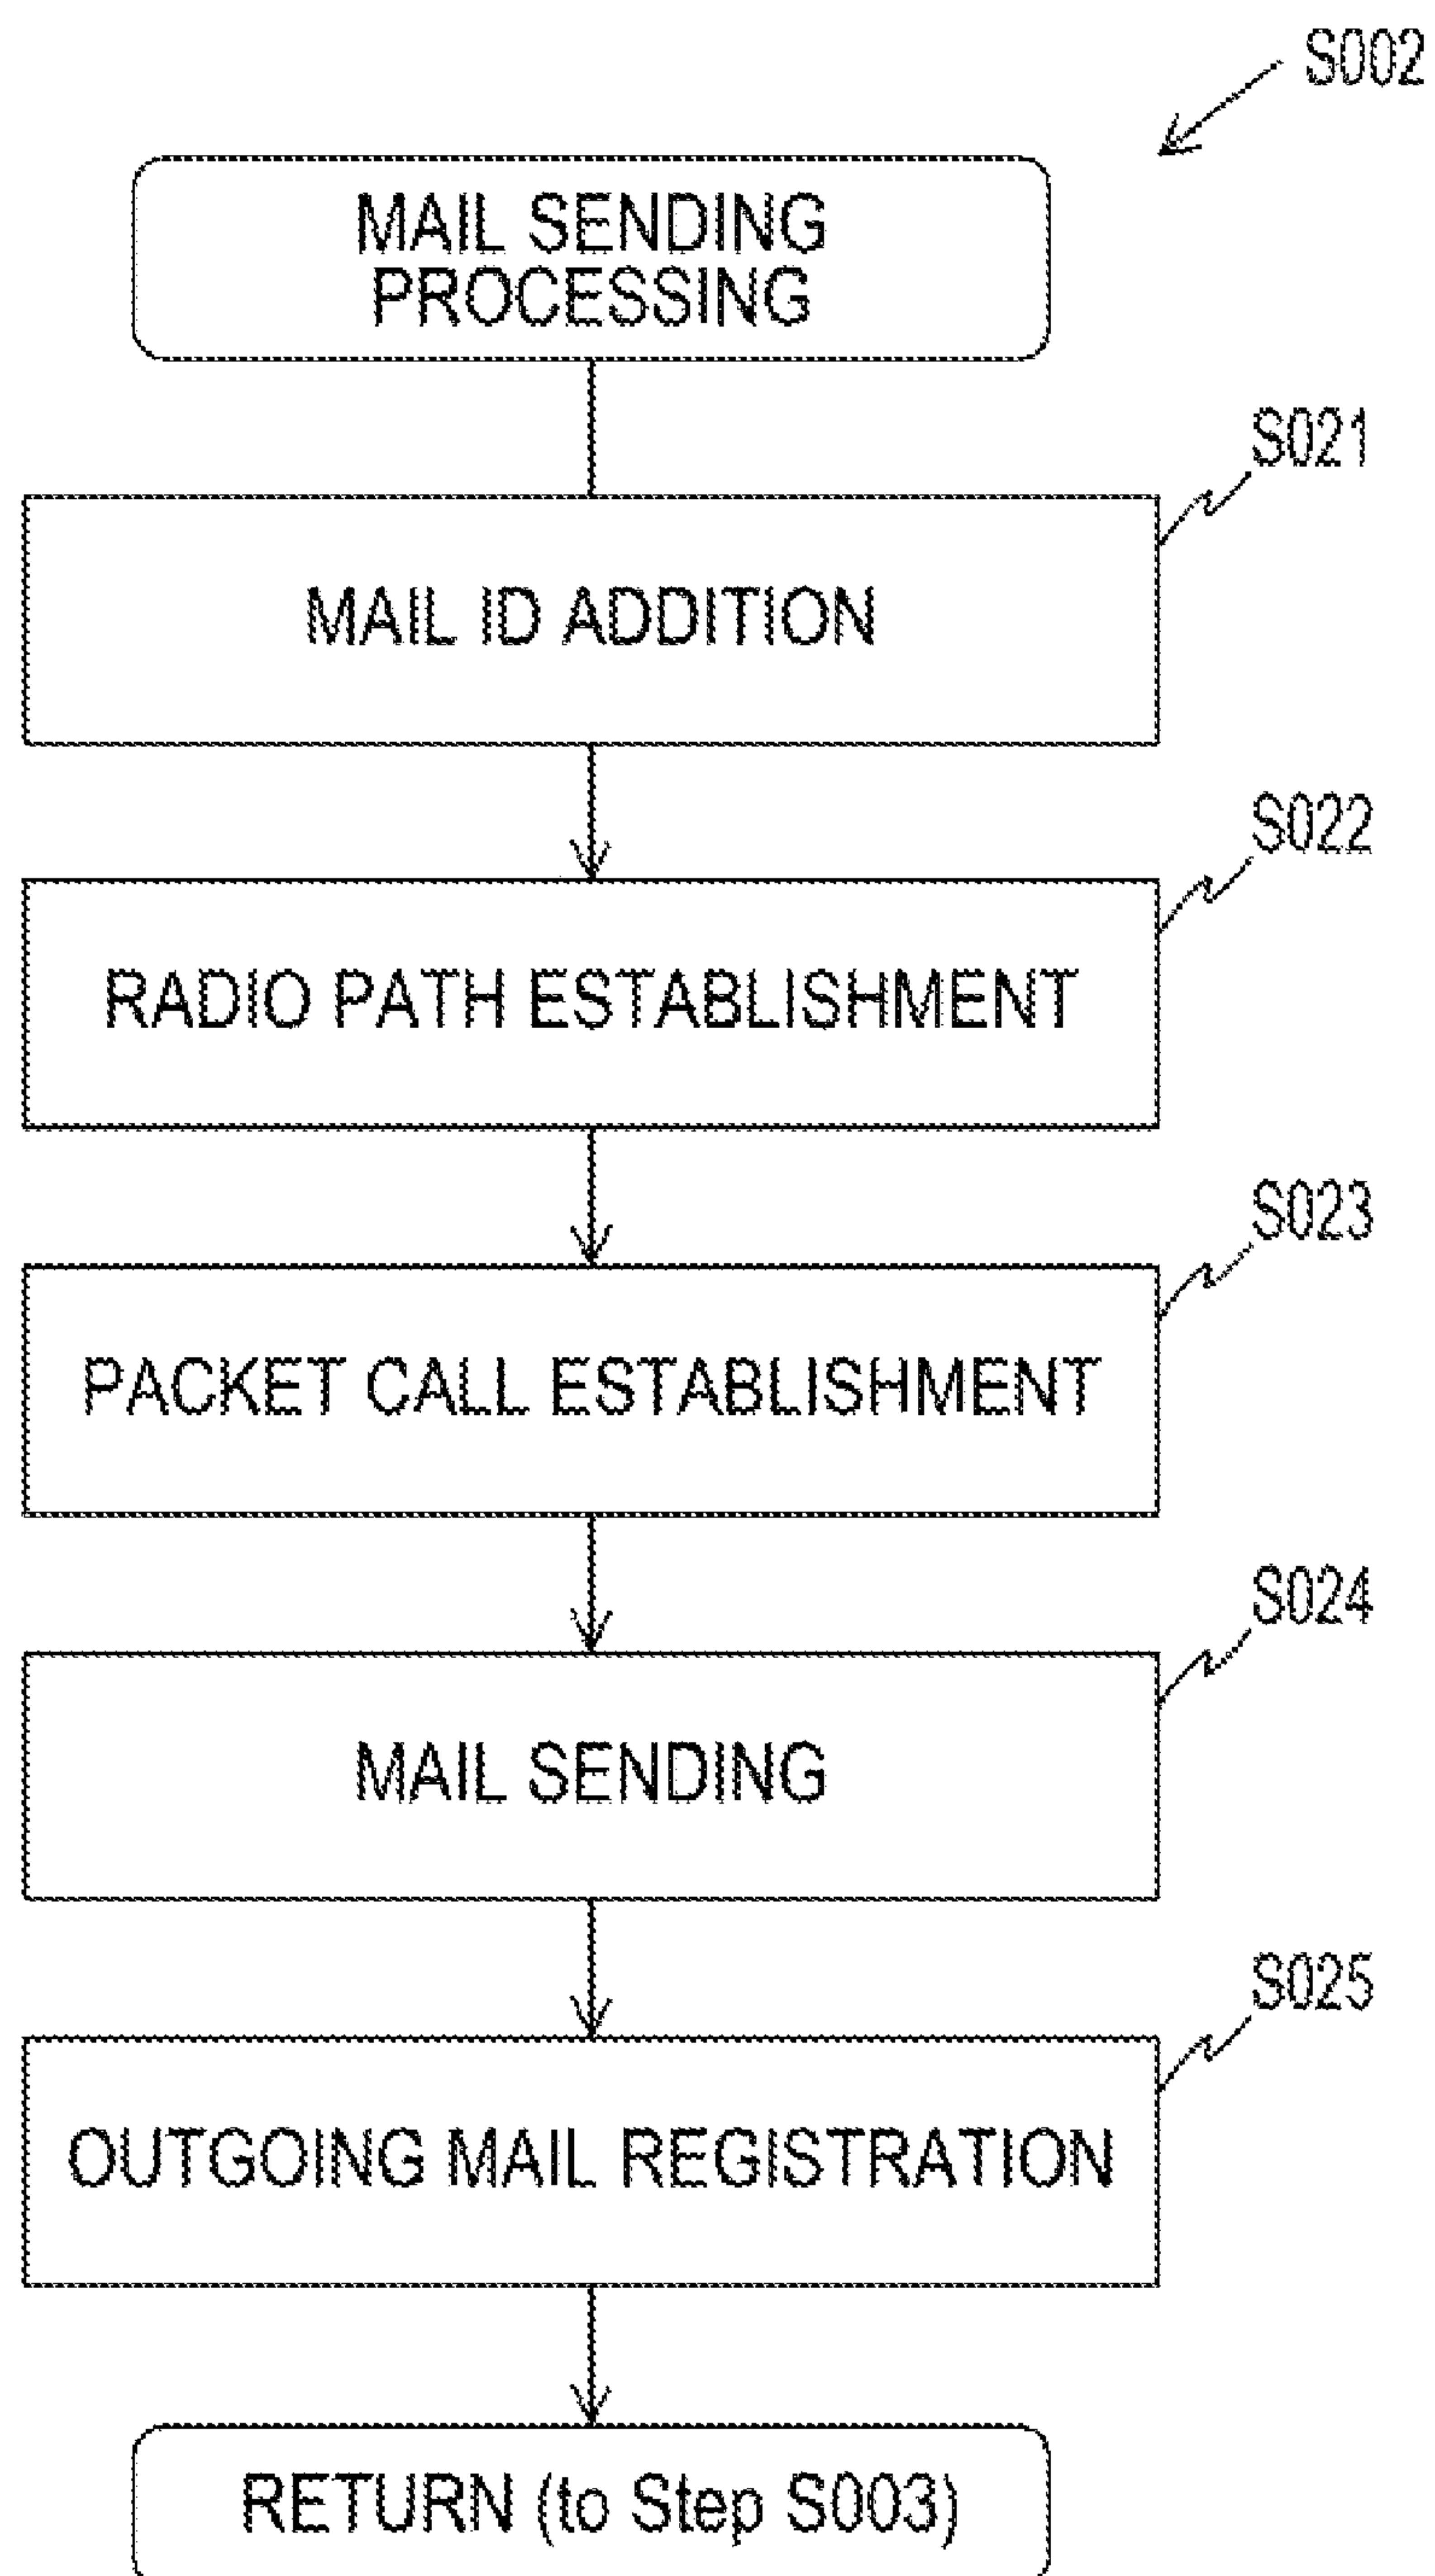 S002
MAIL SENDING
PROCESSING
S021
MAIL ID ADDITION
S022
RADIO PATH ESTABLISHMENT
S023
PACKET CALL ESTABLISHMENT
S024
MAIL SENDING
S025
OUTGOING MAIL REGISTRATION
RETURN (to Step S003)